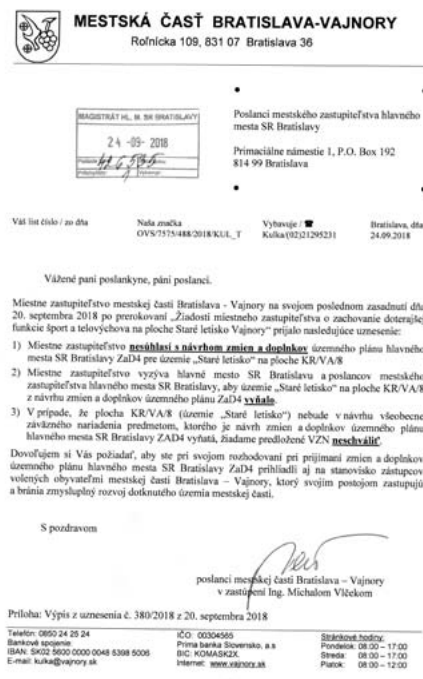 MESTSKÁ ČASŤ BRATISLAVA-VAJNORY
Roľnícka 109, 831 07 Bratislava 36
MAGISTRÁT HL. M. SR BRATISLAVY
24 -09- 2018
Poslanci mestského zastupiteľstva hlavného
mesta SR Bratislavy
Primaciálne námestie 1, P.O. Box 192
814 99 Bratislava
Váš list číslo / zo dňa
Naša značka
OVS/7575/488/2018/KUL_T
Vybavuje / ☎
Kulka/(02)21295231
Bratislava, dňa
24.09.2018
Vážené pani poslankyne, páni poslanci.
Miestne zastupiteľstvo mestskej časti Bratislava - Vajnory na svojom poslednom zasadnutí dňa
20. septembra 2018 po prerokovaní „Žiadosti miestneho zastupiteľstva o zachovanie doterajšej
funkcie šport a telovýchova na ploche Staré letisko Vajnory“ prijalo nasledujúce uznesenie:
1) Miestne zastupiteľstvo nesúhlasí s návrhom zmien a doplnkov územného plánu hlavného
mesta SR Bratislavy ZaD4 pre územie „Staré letisko“ na ploche KR/VA/8
2) Miestne zastupiteľstvo vyzýva hlavné mesto SR Bratislavu a poslancov mestského
zastupiteľstva hlavného mesta SR Bratislavy, aby územie „Staré letisko“ na ploche KR/VA/8
z návrhu zmien a doplnkov územného plánu ZaD4 vyňalo.
3) V prípade, že plocha KR/VA/8 (územie „Staré letisko“) nebude v návrhu všeobecne
záväzného nariadenia predmetom, ktorého je návrh zmien a doplnkov územného plánu
hlavného mesta SR Bratislavy ZAD4 vyňatá, žiadame predložené VZN neschváliť.
Dovoľujem si Vás požiadať, aby ste pri svojom rozhodovaní pri prijímaní zmien a doplnkov
územného plánu hlavného mesta SR Bratislavy ZaD4 prihliadli aj na stanovisko zástupcov
volených obyvateľmi mestskej časti Bratislava – Vajnory, ktorý svojim postojom zastupujú
a bránia zmysluplný rozvoj dotknutého územia mestskej časti.
S pozdravom
poslanci mestskej časti Bratislava – Vajnory
v zastúpení Ing. Michalom Vlčekom
Príloha: Výpis z uznesenia č. 380/2018 z 20. septembra 2018
Telefón: 0950 24 25 24
Bankové spojenie:
IBAN: SK02 5600 0000 0048 5398 5006
E-mail: kulka@vajnory.sk
IČO: 00304565
Prima banka Slovensko, a.s
BIC: KOMASK2X
Internet: www.vajnory.sk
Stránkové hodiny:
Pondelok: 08:00 – 17:00
Streda: 08:00 – 17:00
Piatok: 08:00 – 12:00